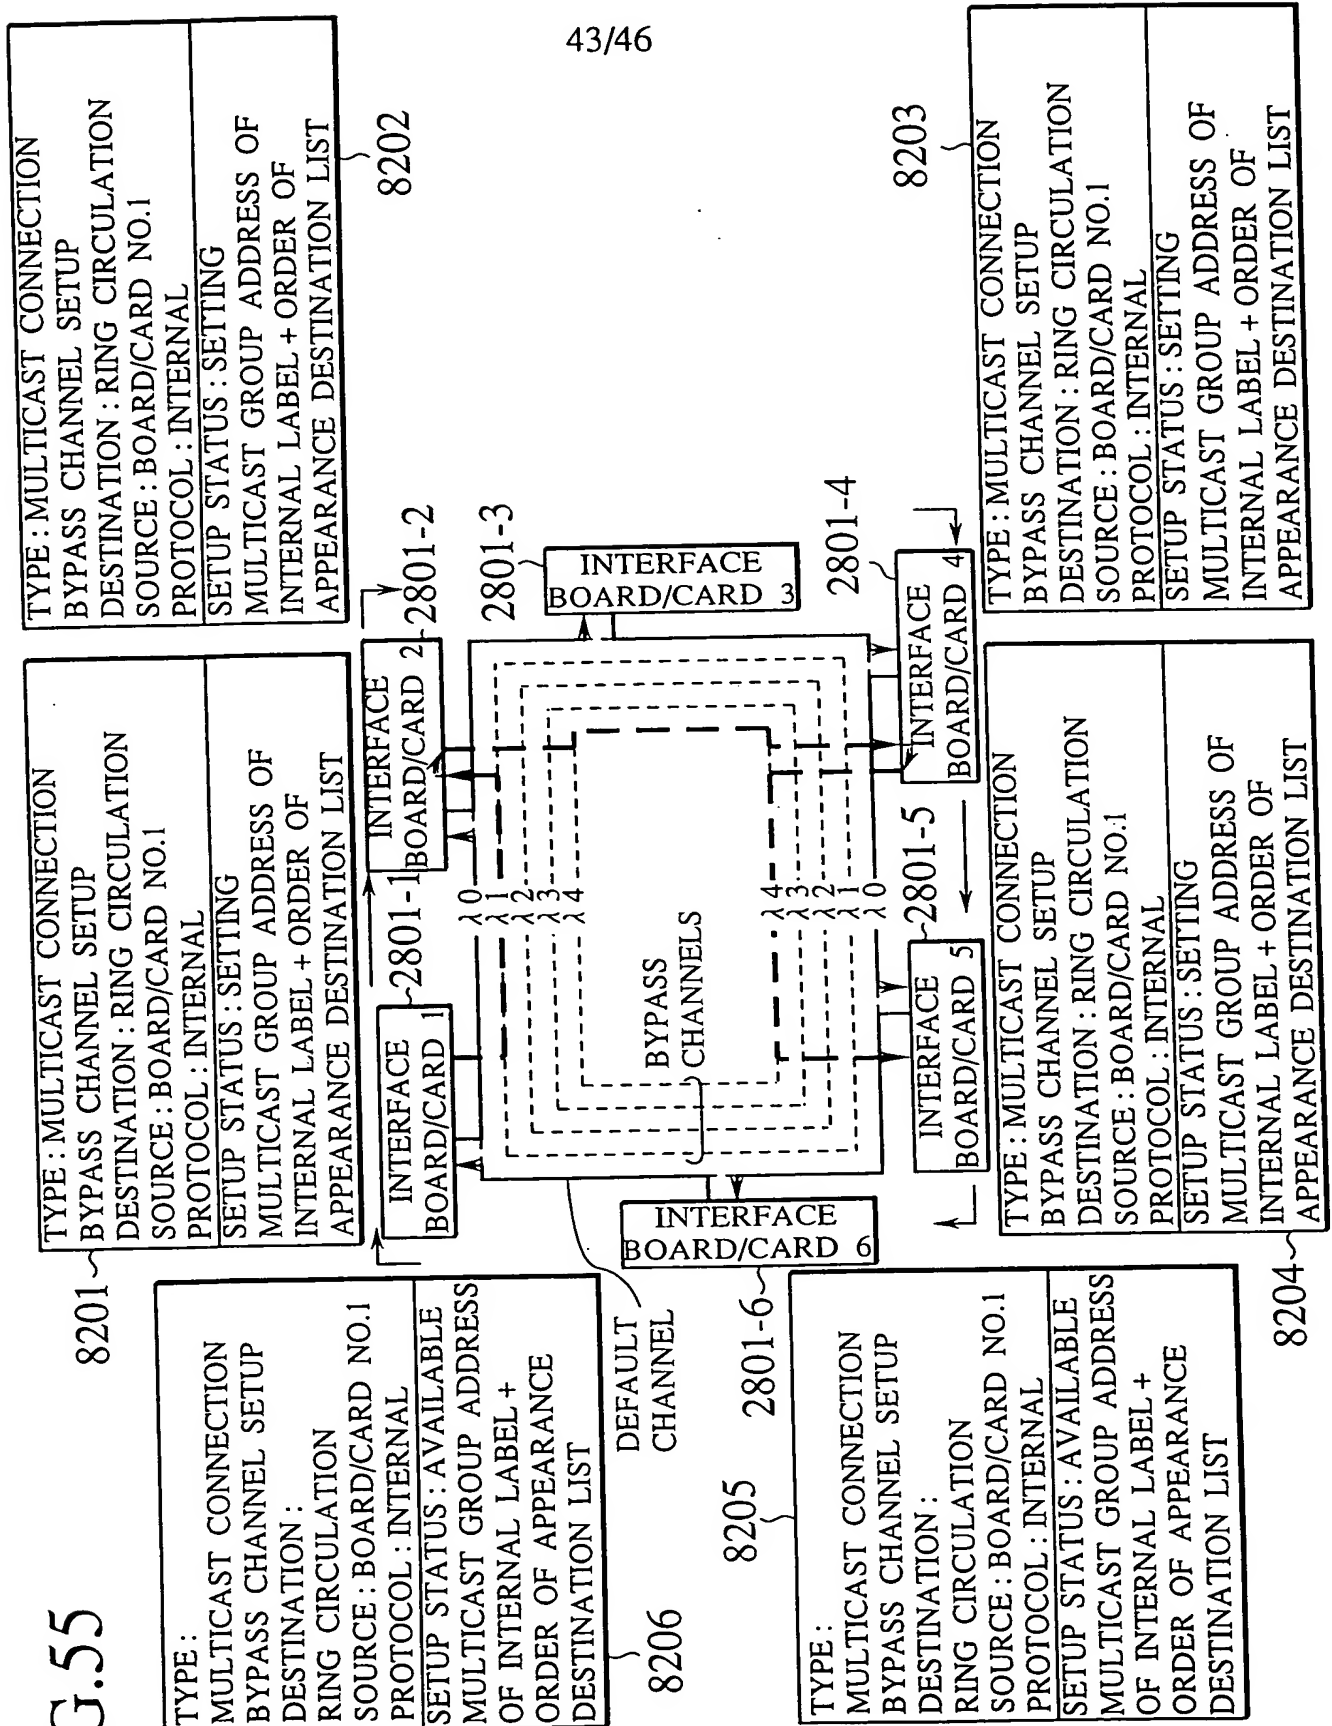 43/46
G.55
TYPE : MULTICAST CONNECTION
BYPASS CHANNEL SETUP
DESTINATION : RING CIRCULATION
SOURCE : BOARD/CARD NO.1
PROTOCOL : INTERNAL
SETUP STATUS : SETTING
MULTICAST GROUP ADDRESS OF
INTERNAL LABEL + ORDER OF
APPEARANCE DESTINATION LIST
8202
TYPE : MULTICAST CONNECTION
BYPASS CHANNEL SETUP
DESTINATION : RING CIRCULATION
SOURCE : BOARD/CARD NO.1
PROTOCOL : INTERNAL
SETUP STATUS : SETTING
MULTICAST GROUP ADDRESS OF
INTERNAL LABEL + ORDER OF
APPEARANCE DESTINATION LIST
8201
INTERFACE
BOARD/CARD 1
2801-1
INTERFACE
BOARD/CARD 2
2801-2
INTERFACE
BOARD/CARD 3
2801-3
INTERFACE
BOARD/CARD 4
2801-4
INTERFACE
BOARD/CARD 5
2801-5
INTERFACE
BOARD/CARD 6
2801-6
λ 0
λ 1
λ 2
λ 3
λ 4
BYPASS
CHANNELS
λ 4
λ 3
λ 2
λ 1
λ 0
DEFAULT
CHANNEL
8203
TYPE : MULTICAST CONNECTION
BYPASS CHANNEL SETUP
DESTINATION : RING CIRCULATION
SOURCE : BOARD/CARD NO.1
PROTOCOL : INTERNAL
SETUP STATUS : SETTING
MULTICAST GROUP ADDRESS OF
INTERNAL LABEL + ORDER OF
APPEARANCE DESTINATION LIST
TYPE : MULTICAST CONNECTION
BYPASS CHANNEL SETUP
DESTINATION : RING CIRCULATION
SOURCE : BOARD/CARD NO.1
PROTOCOL : INTERNAL
SETUP STATUS : SETTING
MULTICAST GROUP ADDRESS OF
INTERNAL LABEL + ORDER OF
APPEARANCE DESTINATION LIST
8204
TYPE :
MULTICAST CONNECTION
BYPASS CHANNEL SETUP
DESTINATION :
RING CIRCULATION
SOURCE : BOARD/CARD NO.1
PROTOCOL : INTERNAL
SETUP STATUS : AVAILABLE
MULTICAST GROUP ADDRESS
OF INTERNAL LABEL +
ORDER OF APPEARANCE
DESTINATION LIST
8206
8205
TYPE :
MULTICAST CONNECTION
BYPASS CHANNEL SETUP
DESTINATION :
RING CIRCULATION
SOURCE : BOARD/CARD NO.1
PROTOCOL : INTERNAL
SETUP STATUS : AVAILABLE
MULTICAST GROUP ADDRESS
OF INTERNAL LABEL +
ORDER OF APPEARANCE
DESTINATION LIST